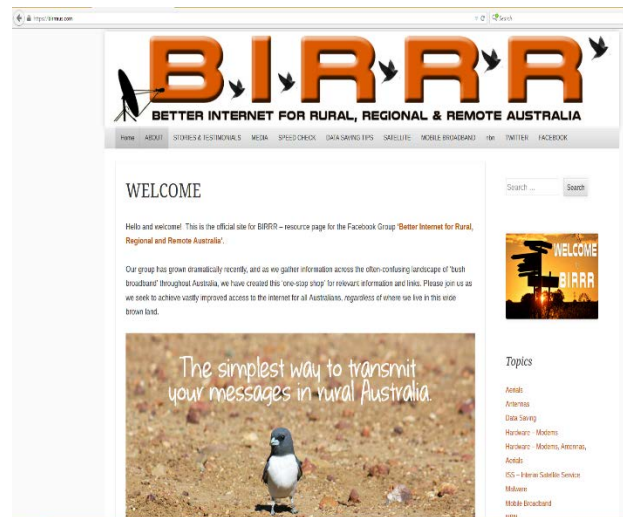 https://birrraus.com
Search
B.I.R.R.R
BETTER INTERNET FOR RURAL, REGIONAL & REMOTE AUSTRALIA
Home ABOUT STORIES & TESTIMONIALS MEDIA SPEED CHECK DATA SAVING TIPS SATELLITE MOBILE BROADBAND nbn TWITTER FACEBOOK
WELCOME
Hello and welcome! This is the official site for BIRRR – resource page for the Facebook Group 'Better Internet for Rural,
Regional and Remote Australia'.
Our group has grown dramatically recently, and as we gather information across the often-confusing landscape of 'bush
broadband' throughout Australia, we have created this 'one-stop shop' for relevant information and links. Please join us as
we seek to achieve vastly improved access to the internet for all Australians, regardless of where we live in this wide
brown land.
The simplest way to transmit
your messages in rural Australia.
Search ... Search
WELCOME
BIRRR
Topics
Aerials
Antennas
Data Saving
Hardware – Modems
Hardware – Modems, Antennas,
Aerials
ISS – Interim Satellite Service
Malware
Mobile Broadband